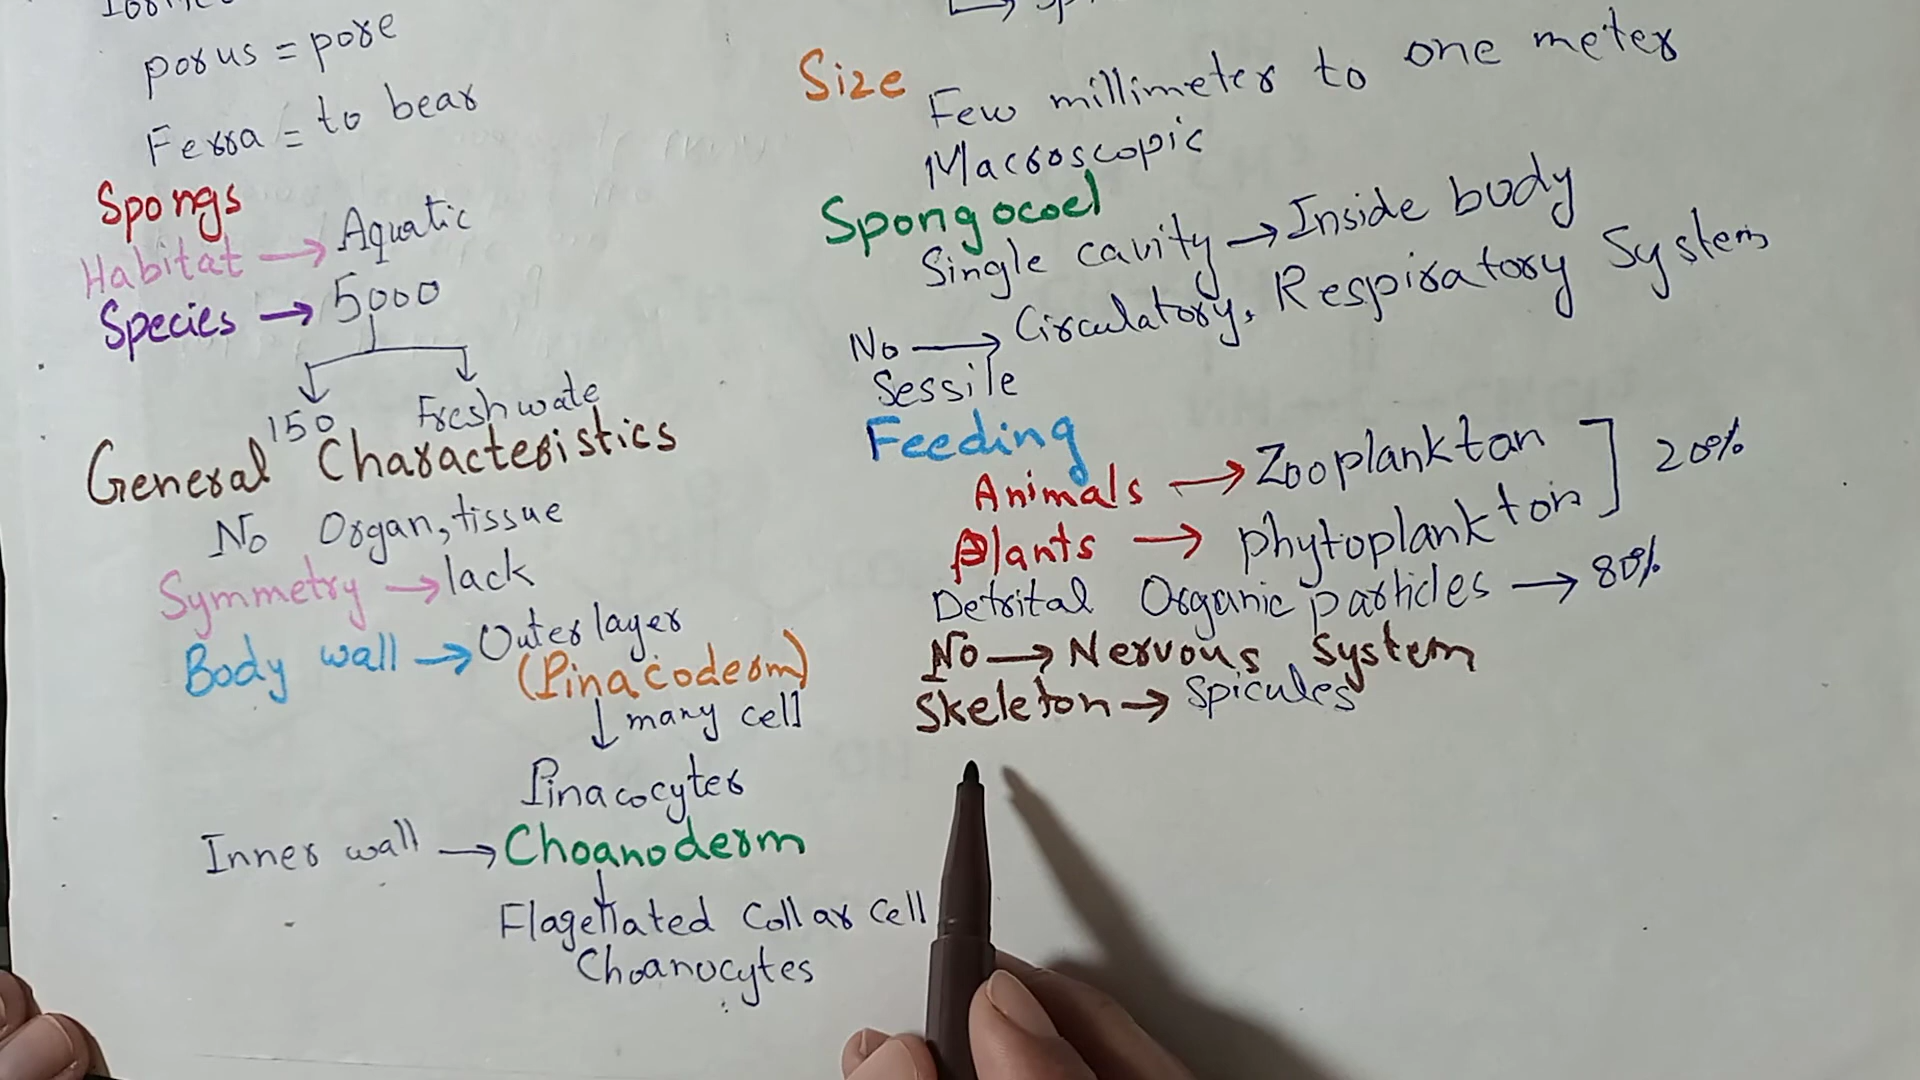 porus = pore
Ferra = to bear
Spongs
Habitat → Aquatic
Species → 5000
150 Freshwate
General Characteristics
No Organ, tissue
Symmetry → lack
Body wall → Outer layer
(Pinacoderm)
↓ many cell
Pinacocyter
Inner wall → Choanoderm
Flagellated Collar Cell
Choanocytes
Size
Few millimeter to one meter
Macroscopic
Spongocoel
Single cavity → Inside body
No → Circulatory, Respiratory System
Sessile
Feeding
Animals → Zooplankton
Plants → Phytoplankton ] 20%
Detrital Organic particles → 80%
No → Nervous System
Skeleton → Spicules